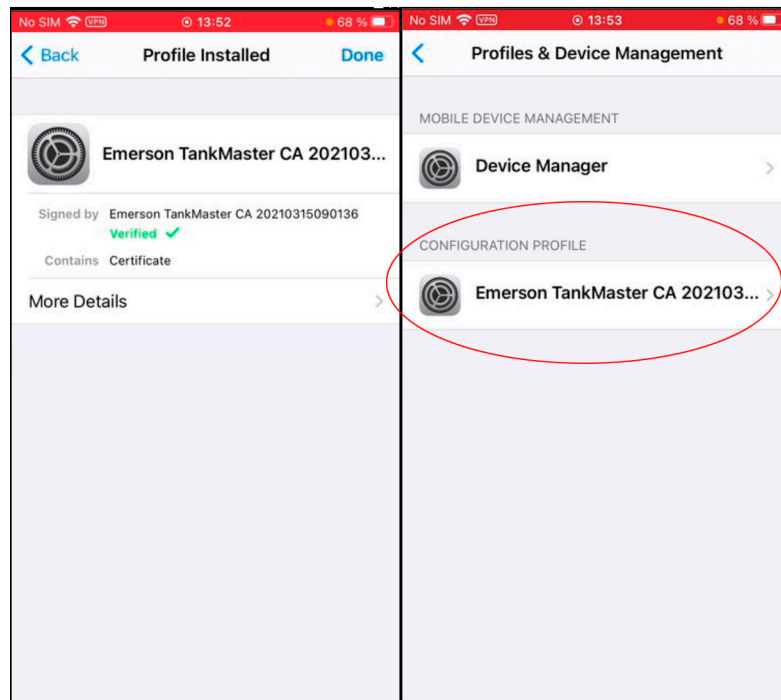 No SIM VPN 13:52 68 %
Back Profile Installed Done
Emerson TankMaster CA 202103...
Signed by Emerson TankMaster CA 20210315090136
Verified
Contains Certificate
More Details
No SIM VPN 13:53 68 %
Profiles & Device Management
MOBILE DEVICE MANAGEMENT
Device Manager
CONFIGURATION PROFILE
Emerson TankMaster CA 202103...